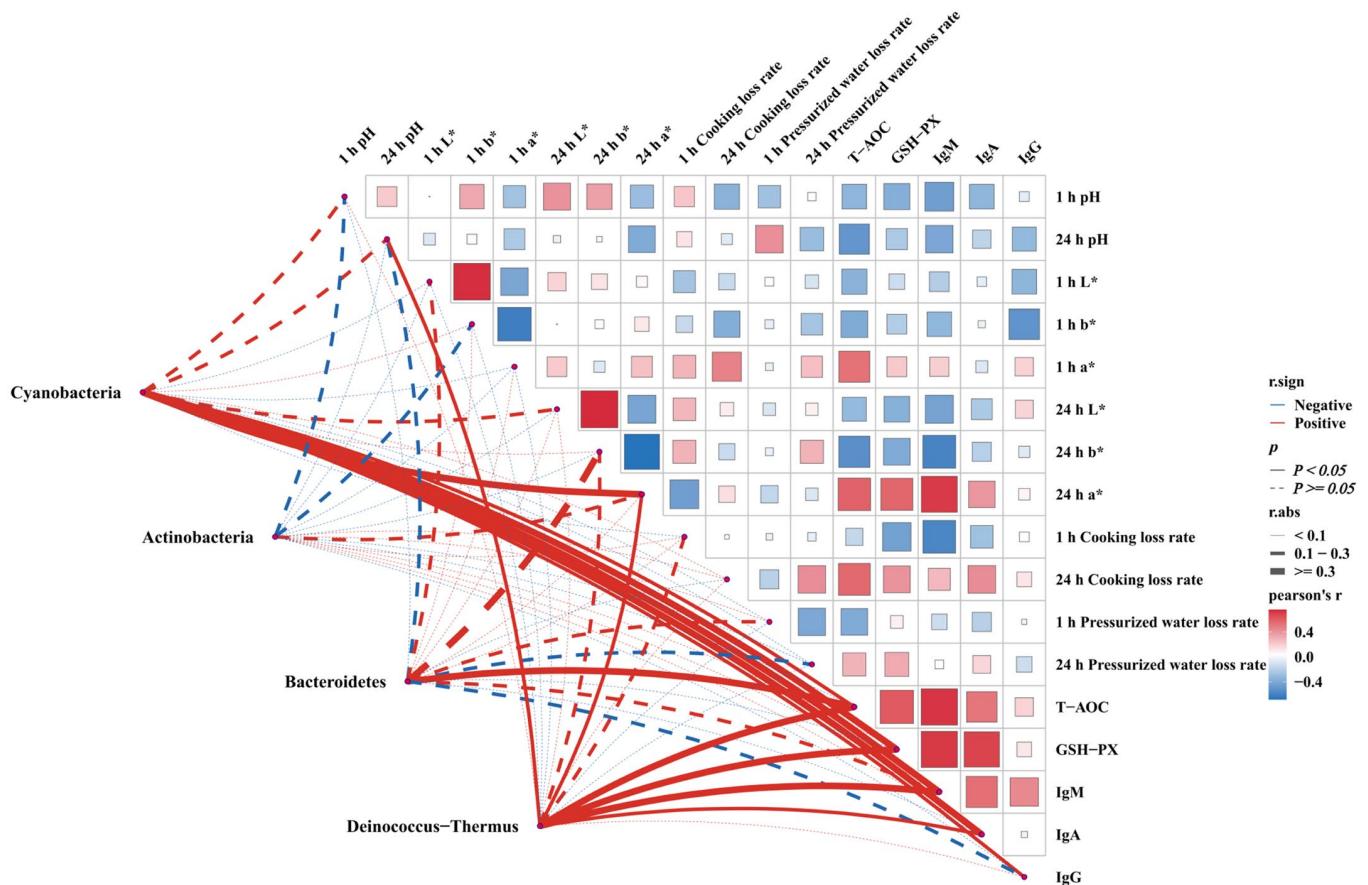 1 h pH
24 h pH
1 h L*
1 h b*
1 h a*
24 h L*
24 h b*
24 h a*
1 h Cooking loss rate
24 h Cooking loss rate
1 h Pressurized water loss rate
24 h Pressurized water loss rate
T−AOC
GSH−PX
IgM
IgA
IgG
1 h pH
24 h pH
1 h L*
1 h b*
1 h a*
24 h L*
24 h b*
24 h a*
1 h Cooking loss rate
24 h Cooking loss rate
1 h Pressurized water loss rate
24 h Pressurized water loss rate
T−AOC
GSH−PX
IgM
IgA
IgG
Cyanobacteria
Actinobacteria
Bacteroidetes
Deinococcus−Thermus
r.sign
Negative
Positive
p
P < 0.05
P >= 0.05
r.abs
< 0.1
0.1 − 0.3
>= 0.3
pearson's r
0.4
0.0
−0.4